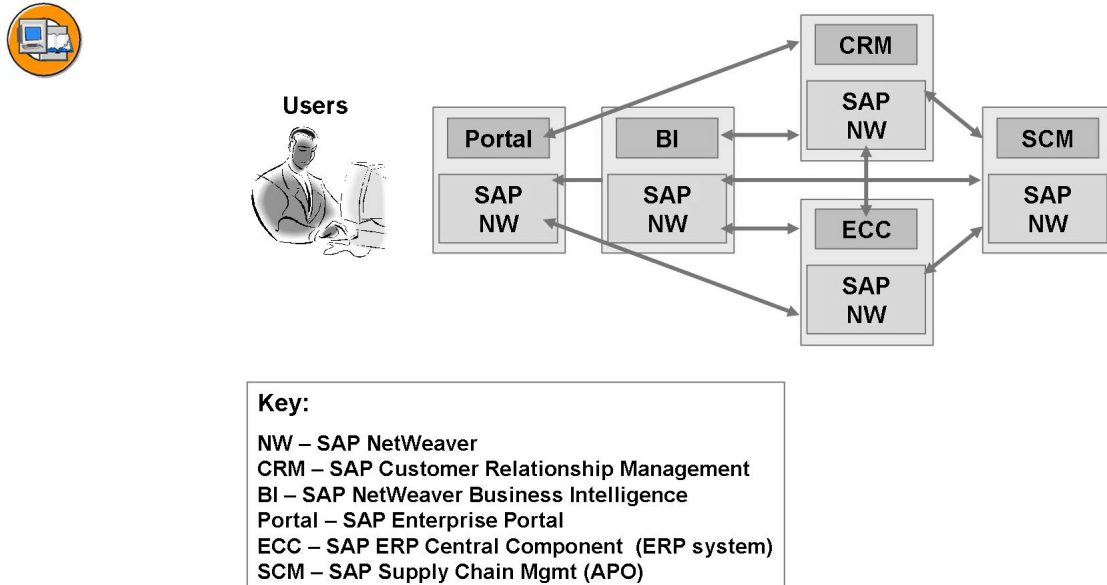 Users
Portal
SAP
NW
BI
SAP
NW
CRM
SAP
NW
ECC
SAP
NW
SCM
SAP
NW
Key:
NW – SAP NetWeaver
CRM – SAP Customer Relationship Management
BI – SAP NetWeaver Business Intelligence
Portal – SAP Enterprise Portal
ECC – SAP ERP Central Component (ERP system)
SCM – SAP Supply Chain Mgmt (APO)